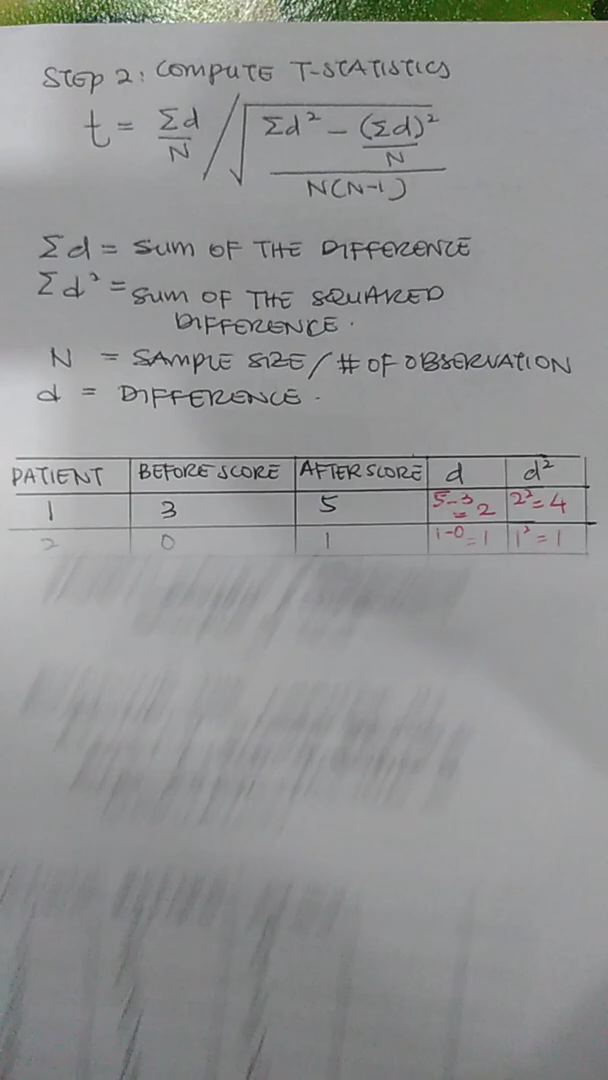 STEP 2: COMPUTE T-STATISTICS
t = Σd/N / √((Σd² - (Σd)²/N) / N(N-1))
Σd = SUM OF THE DIFFERENCE
Σd² = SUM OF THE SQUARED
DIFFERENCE.
N = SAMPLE SIZE / # OF OBSERVATION
d = DIFFERENCE.
PATIENT BEFORE SCORE AFTER SCORE d d²
1 3 5 5-3=2 2²=4
2 0 1 1-0=1 1²=1